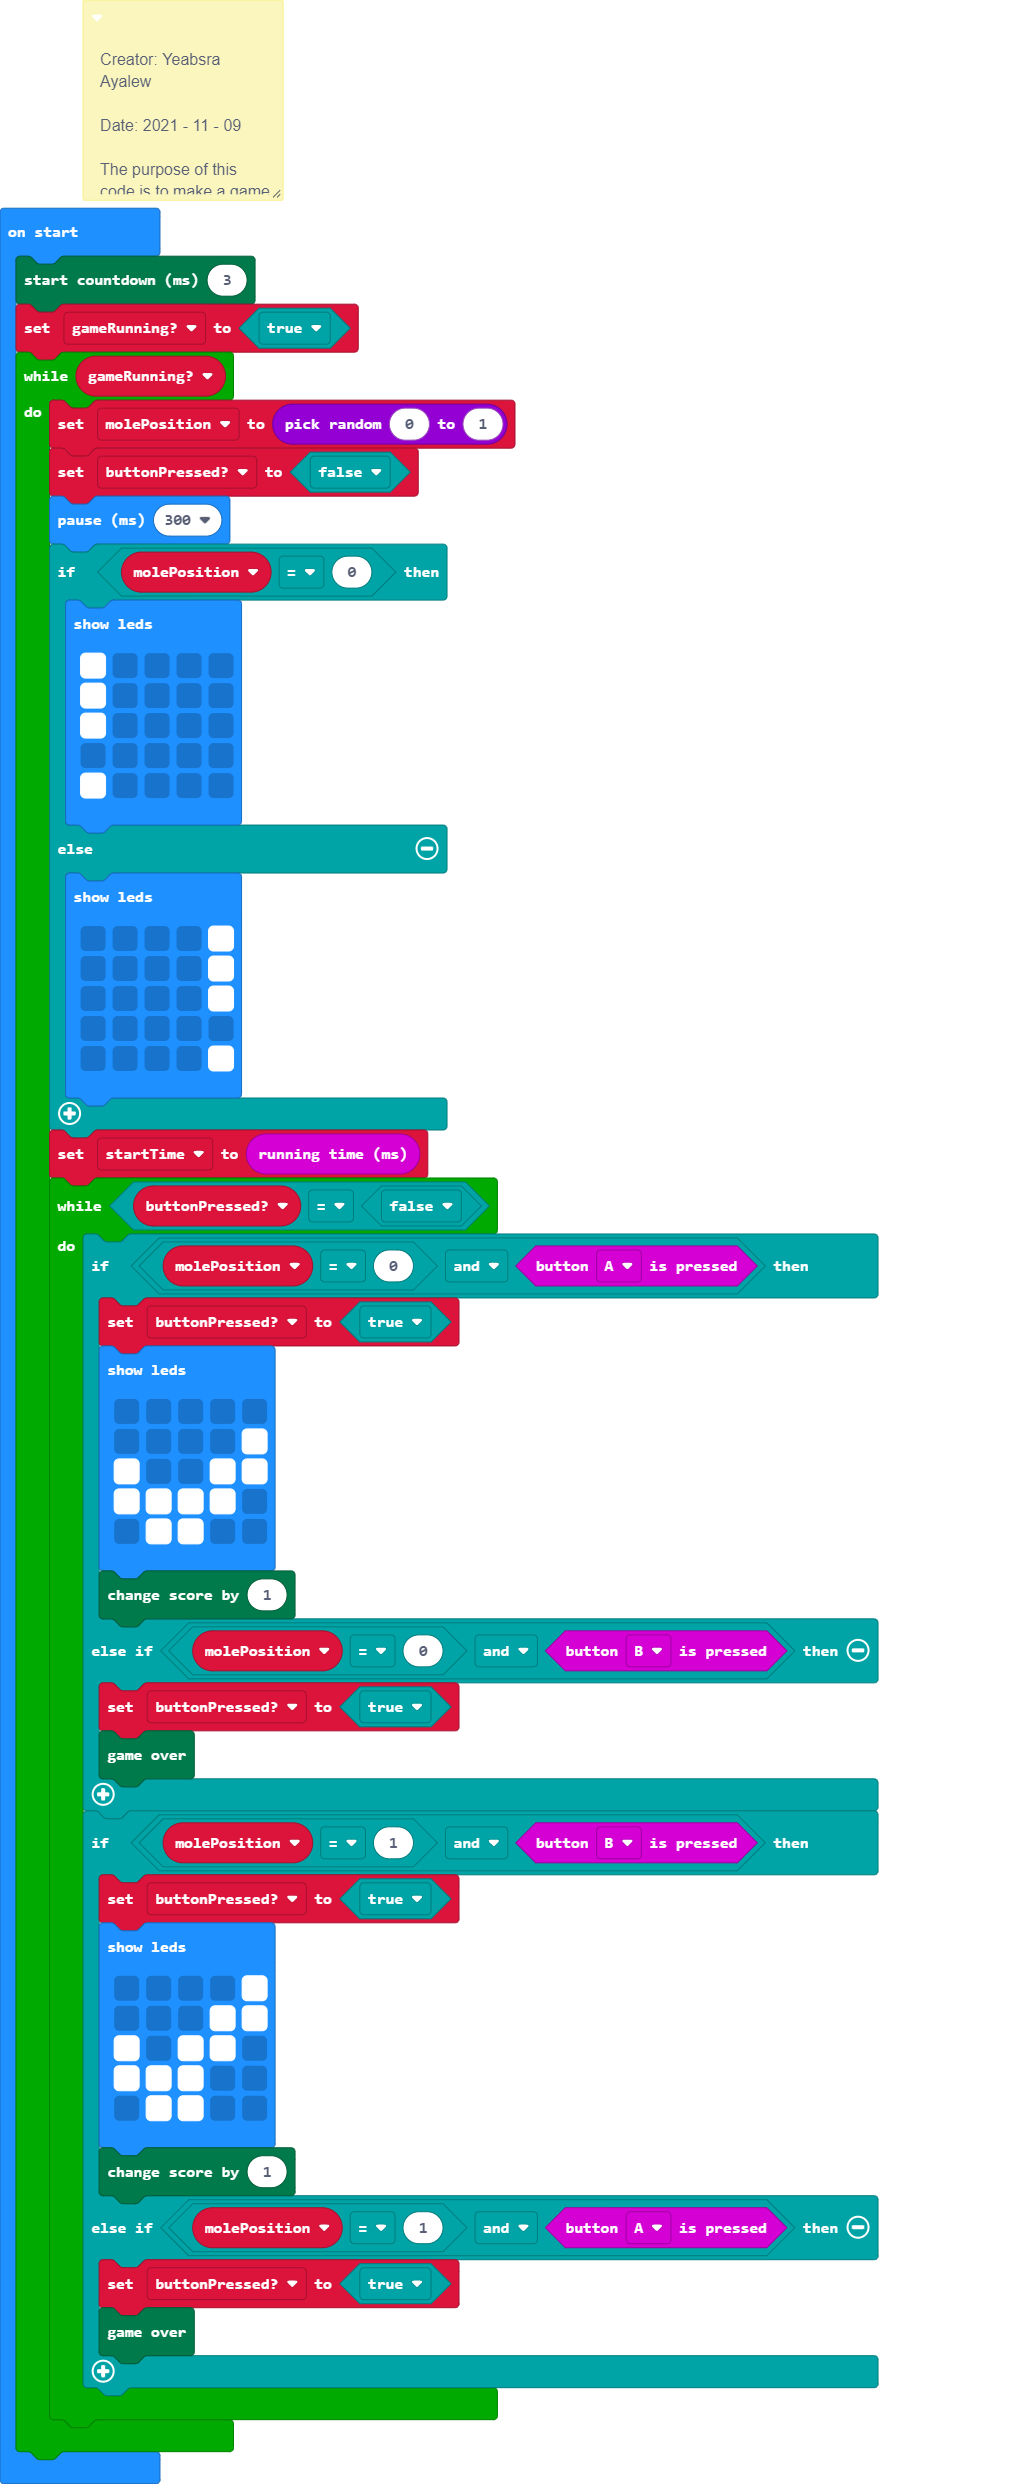 Creator: Yeabsra
Ayalew
Date: 2021 - 11 - 09
The purpose of this
code is to make a game
on start
start countdown (ms) 3
set gameRunning? to true
while gameRunning?
do
set molePosition to pick random 0 to 1
set buttonPressed? to false
pause (ms) 300
if molePosition = 0 then
show leds
else
show leds
set startTime to running time (ms)
while buttonPressed? = false
do
if molePosition = 0 and button A is pressed then
set buttonPressed? to true
show leds
change score by 1
else if molePosition = 0 and button B is pressed then
set buttonPressed? to true
game over
if molePosition = 1 and button B is pressed then
set buttonPressed? to true
show leds
change score by 1
else if molePosition = 1 and button A is pressed then
set buttonPressed? to true
game over